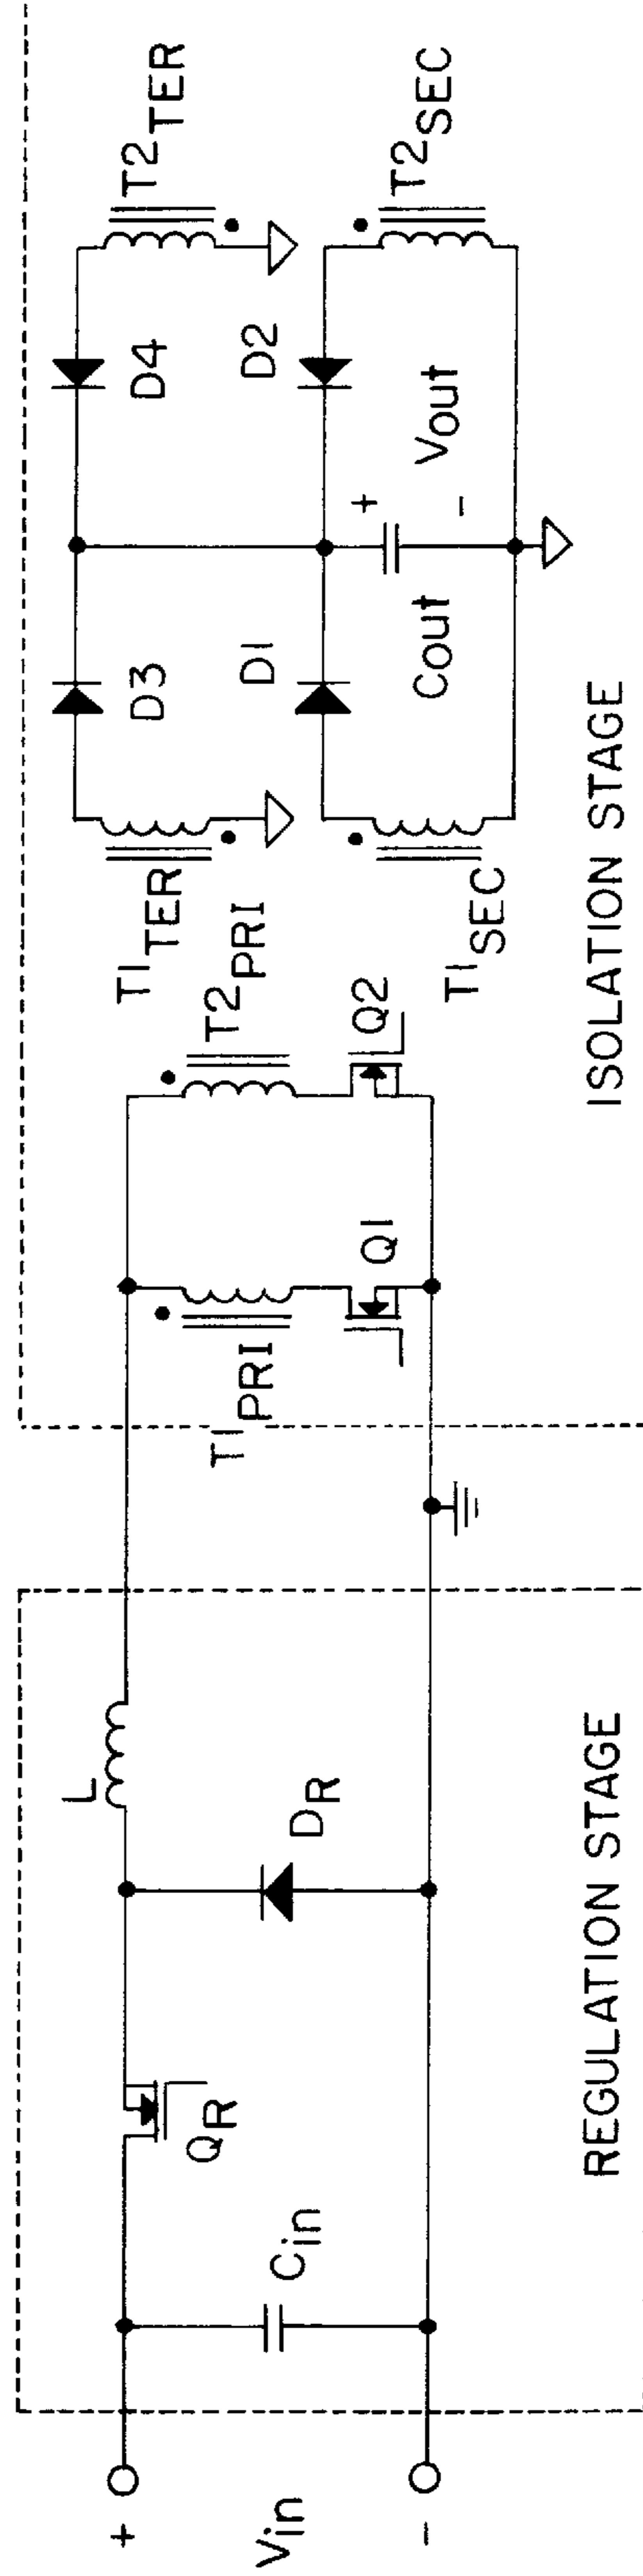 +
Vin
-
Cin
QR
L
DR
REGULATION STAGE
T1PRI
Q1
T2PRI
Q2
T1TER
T1SEC
D3
D1
Cout
+
-
Vout
D4
D2
T2TER
T2SEC
ISOLATION STAGE